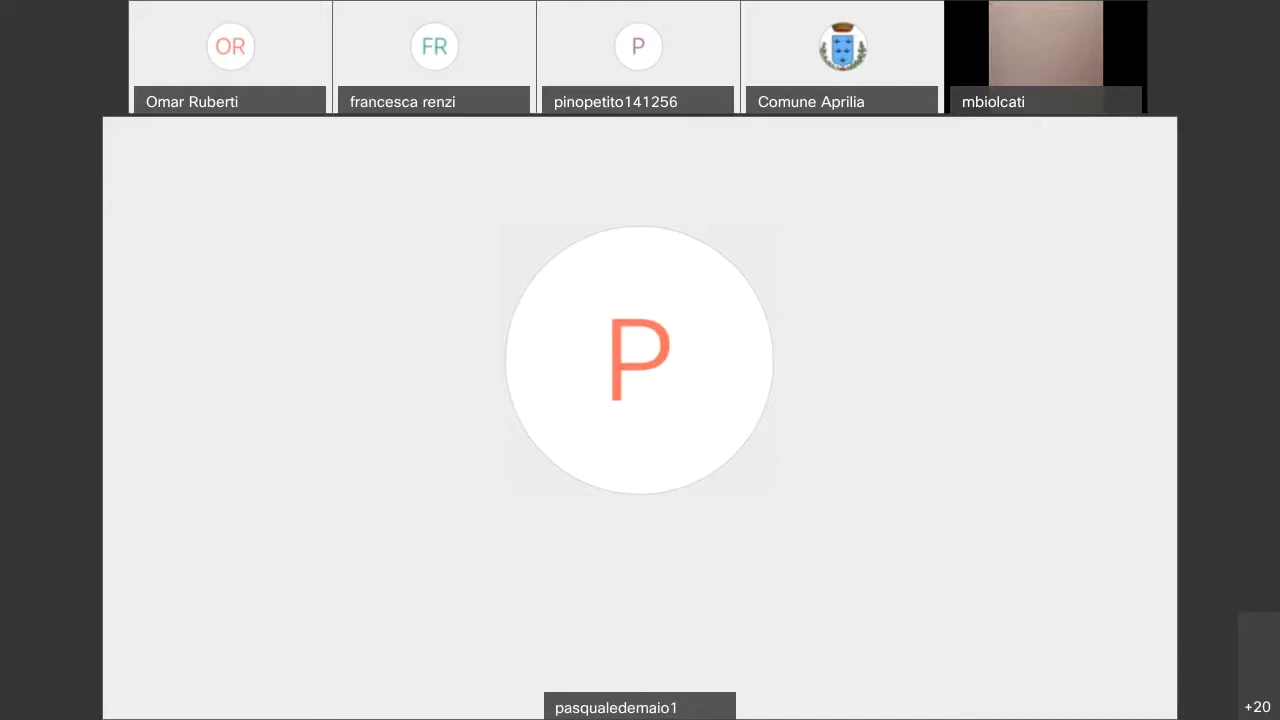 OR
FR
P
Omar Ruberti
francesca renzi
pinopetito141256
Comune Aprilia
mbiolcati
P
pasqualedemaio1
+20